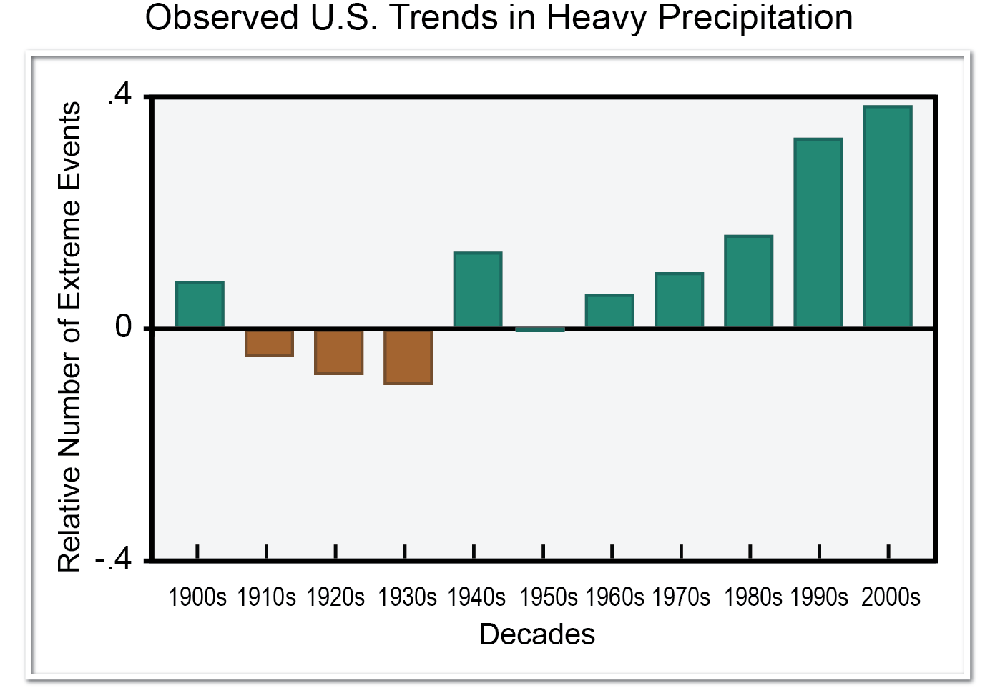 Observed U.S. Trends in Heavy Precipitation
Relative Number of Extreme Events
.4
0
-.4
1900s 1910s 1920s 1930s 1940s 1950s 1960s 1970s 1980s 1990s 2000s
Decades